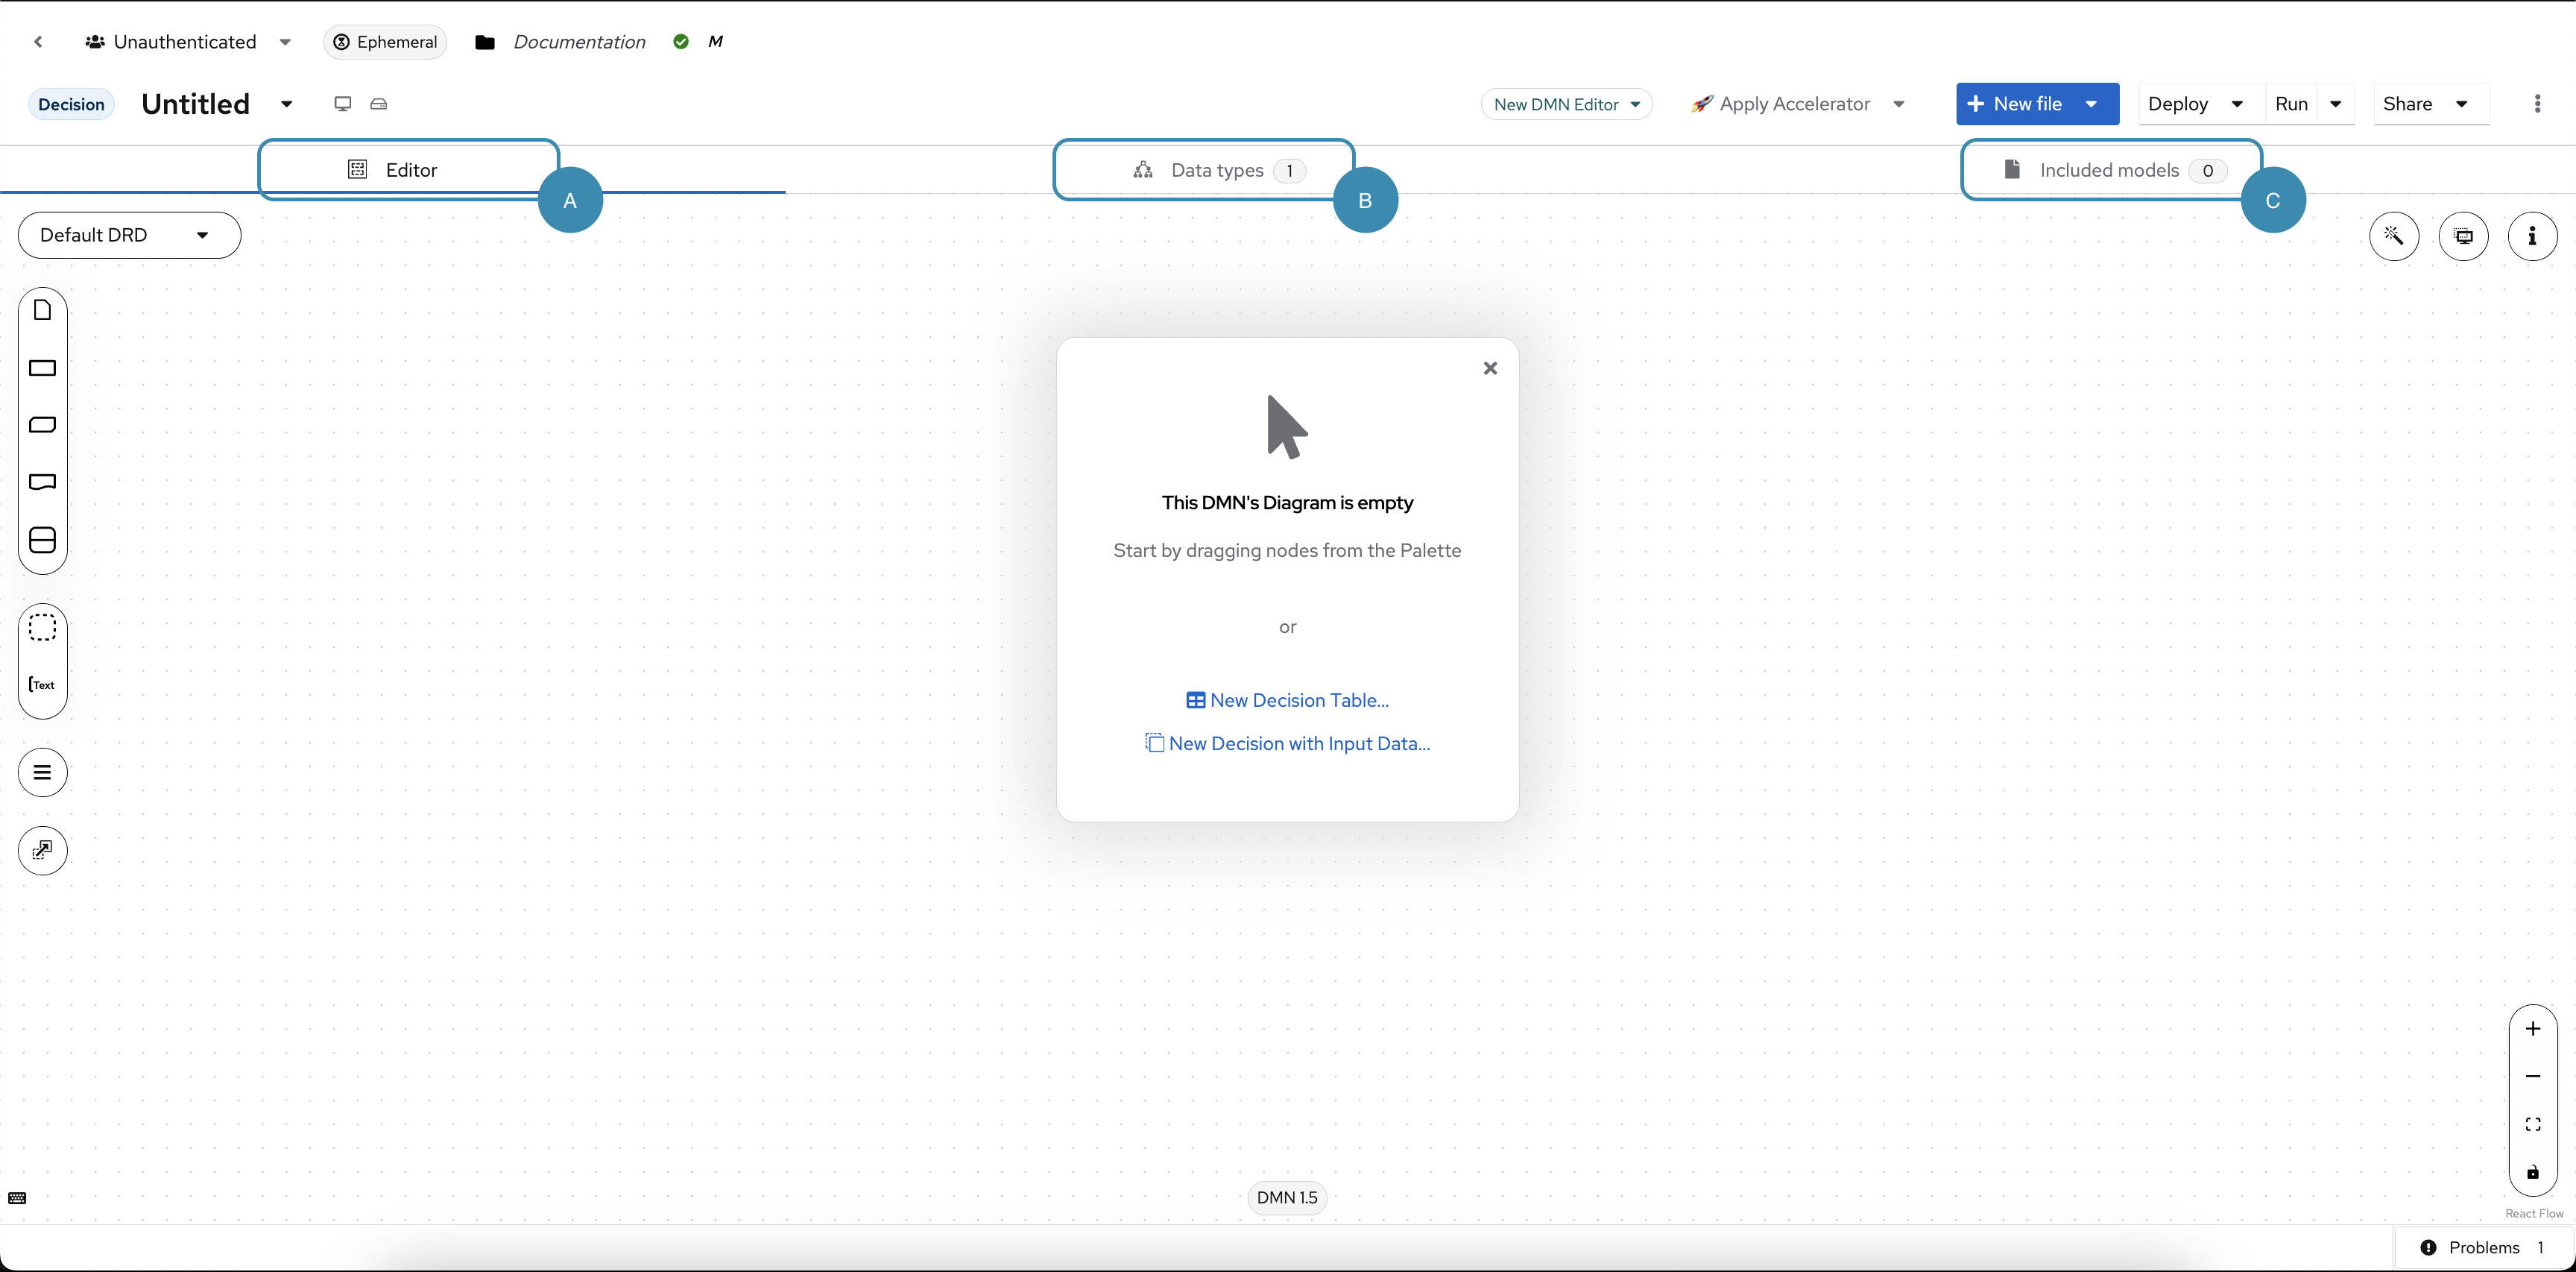 Unauthenticated
Ephemeral
Documentation
M
Decision
Untitled
New DMN Editor
Apply Accelerator
New file
Deploy
Run
Share
Editor
A
Data types 1
B
Included models 0
C
Default DRD
Text
This DMN's Diagram is empty
Start by dragging nodes from the Palette
or
New Decision Table...
New Decision with Input Data...
DMN 1.5
React Flow
Problems 1